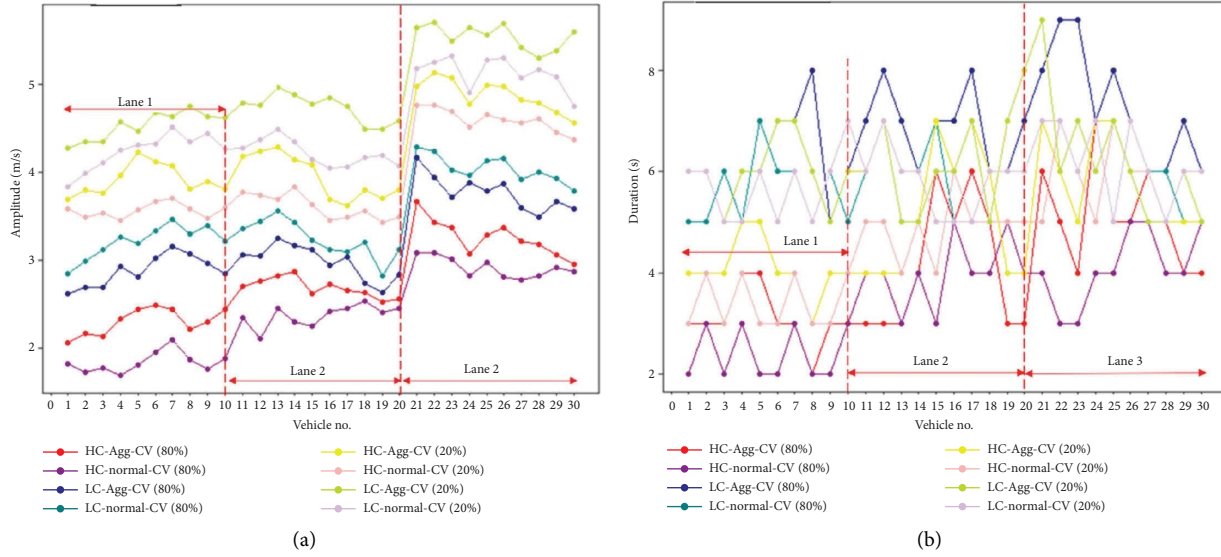 5
4
3
2
Amplitude (m/s)
Lane 1
Lane 2
Lane 2
0 1 2 3 4 5 6 7 8 9 10 11 12 13 14 15 16 17 18 19 20 21 22 23 24 25 26 27 28 29 30
Vehicle no.
HC-Agg-CV (80%)
HC-normal-CV (80%)
LC-Agg-CV (80%)
LC-normal-CV (80%)
HC-Agg-CV (20%)
HC-normal-CV (20%)
LC-Agg-CV (20%)
LC-normal-CV (20%)
(a)
8
6
4
2
Duration (s)
Lane 1
Lane 2
Lane 3
0 1 2 3 4 5 6 7 8 9 10 11 12 13 14 15 16 17 18 19 20 21 22 23 24 25 26 27 28 29 30
Vehicle no.
HC-Agg-CV (80%)
HC-normal-CV (80%)
LC-Agg-CV (80%)
LC-normal-CV (80%)
HC-Agg-CV (20%)
HC-normal-CV (20%)
LC-Agg-CV (20%)
LC-normal-CV (20%)
(b)